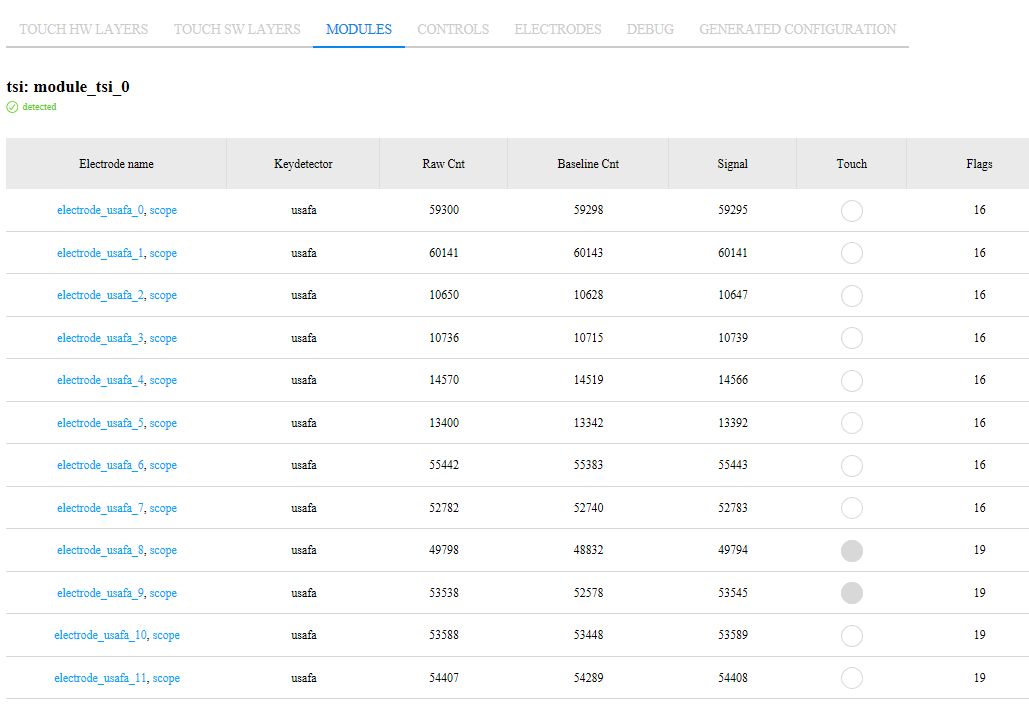 TOUCH HW LAYERS TOUCH SW LAYERS MODULES CONTROLS ELECTRODES DEBUG GENERATED CONFIGURATION
tsi: module_tsi_0
detected
Electrode name Keydetector Raw Cnt Baseline Cnt Signal Touch Flags
electrode_usafa_0, scope usafa 59300 59298 59295 16
electrode_usafa_1, scope usafa 60141 60143 60141 16
electrode_usafa_2, scope usafa 10650 10628 10647 16
electrode_usafa_3, scope usafa 10736 10715 10739 16
electrode_usafa_4, scope usafa 14570 14519 14566 16
electrode_usafa_5, scope usafa 13400 13342 13392 16
electrode_usafa_6, scope usafa 55442 55383 55443 16
electrode_usafa_7, scope usafa 52782 52740 52783 16
electrode_usafa_8, scope usafa 49798 48832 49794 19
electrode_usafa_9, scope usafa 53538 52578 53545 19
electrode_usafa_10, scope usafa 53588 53448 53589 19
electrode_usafa_11, scope usafa 54407 54289 54408 19